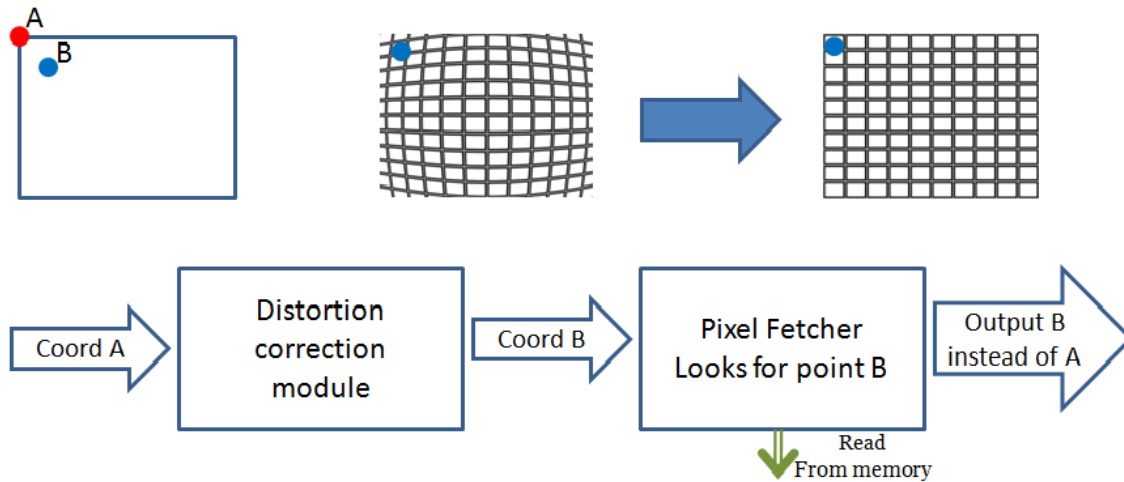 A
B
Coord A
Distortion
correction
module
Coord B
Pixel Fetcher
Looks for point B
Output B
instead of A
Read
From memory